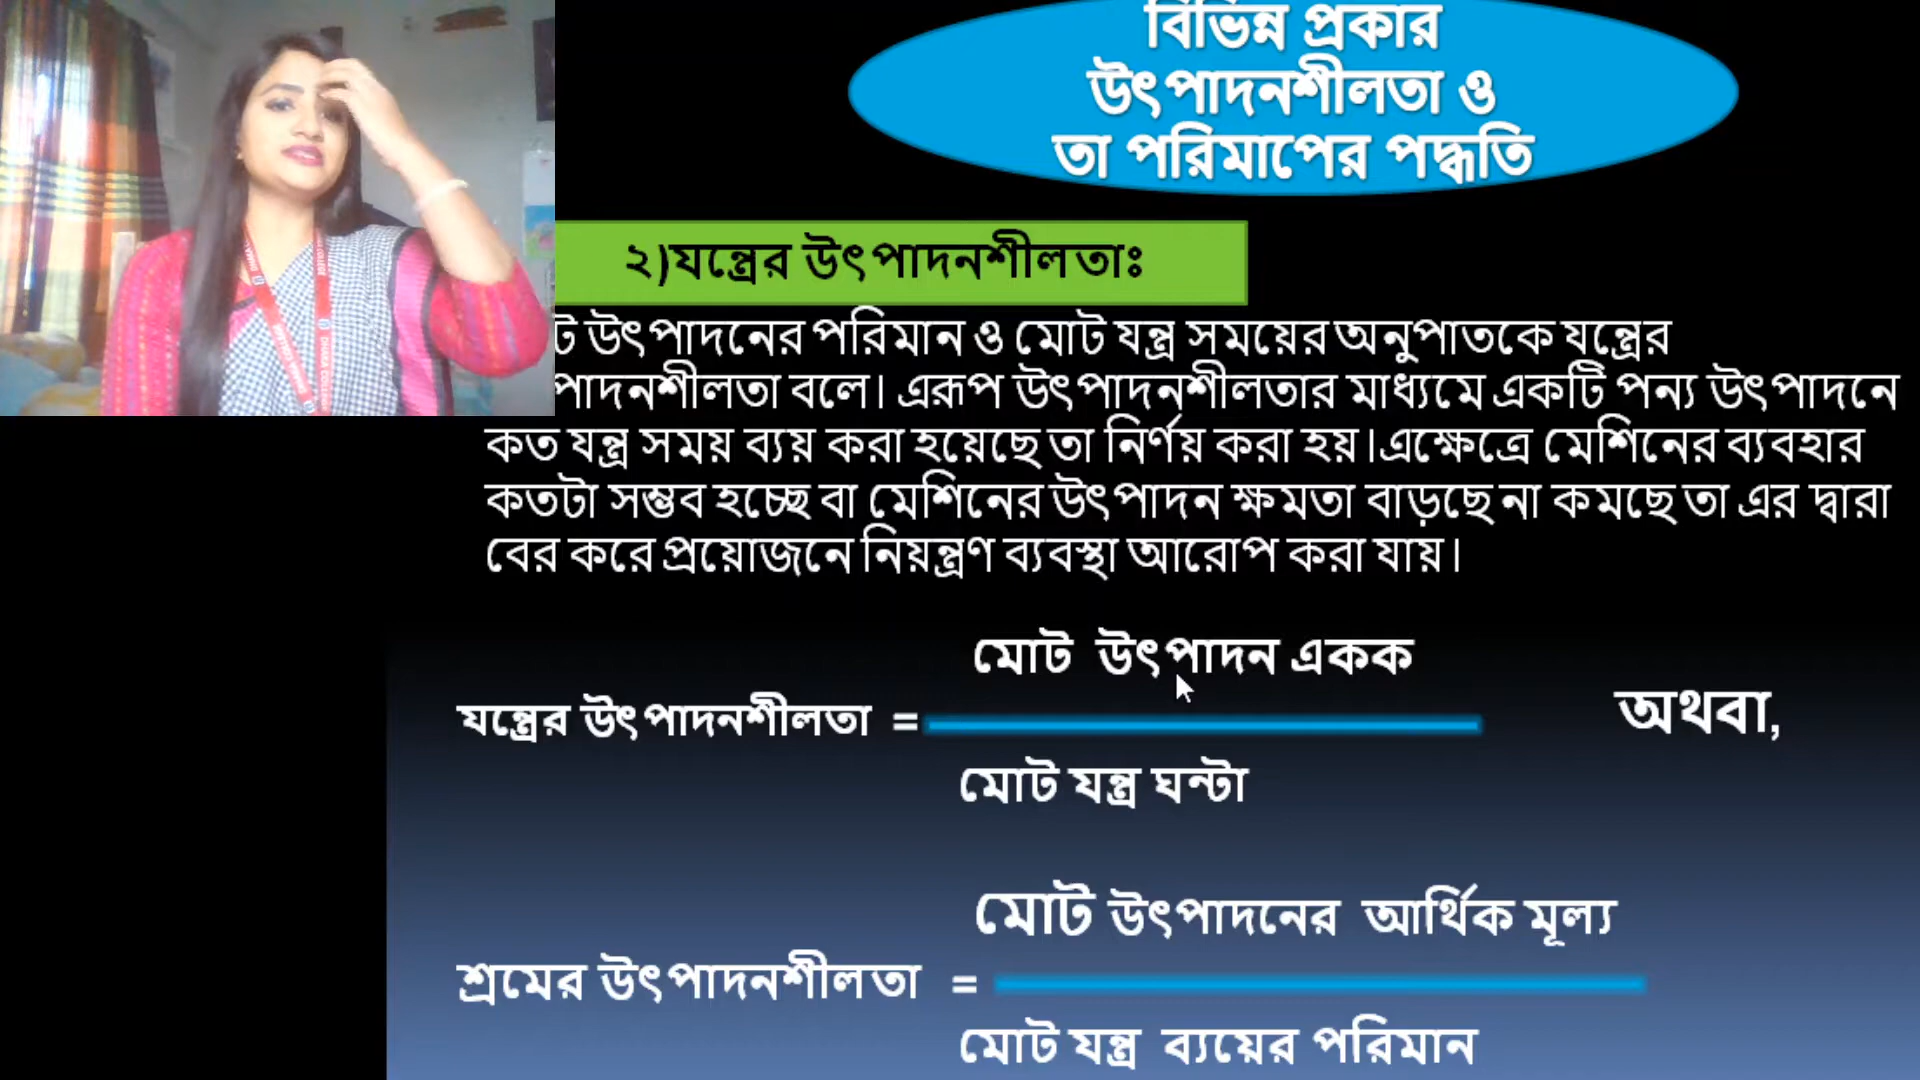 বিভিন্ন প্রকার
উৎপাদনশীলতা ও
তা পরিমাপের পদ্ধতি
২)যন্ত্রের উৎপাদনশীলতাঃ
উৎপাদনের পরিমান ও মোট যন্ত্র সময়ের অনুপাতকে যন্ত্রের
পাদনশীলতা বলে। এরূপ উৎপাদনশীলতার মাধ্যমে একটি পন্য উৎপাদনে
কত যন্ত্র সময় ব্যয় করা হয়েছে তা নির্ণয় করা হয়।এক্ষেত্রে মেশিনের ব্যবহার
কতটা সম্ভব হচ্ছে বা মেশিনের উৎপাদন ক্ষমতা বাড়ছে না কমছে তা এর দ্বারা
বের করে প্রয়োজনে নিয়ন্ত্রণ ব্যবস্থা আরোপ করা যায়।
মোট উৎপাদন একক
যন্ত্রের উৎপাদনশীলতা = অথবা,
মোট যন্ত্র ঘন্টা
মোট উৎপাদনের আর্থিক মূল্য
শ্রমের উৎপাদনশীলতা =
মোট যন্ত্র ব্যয়ের পরিমান